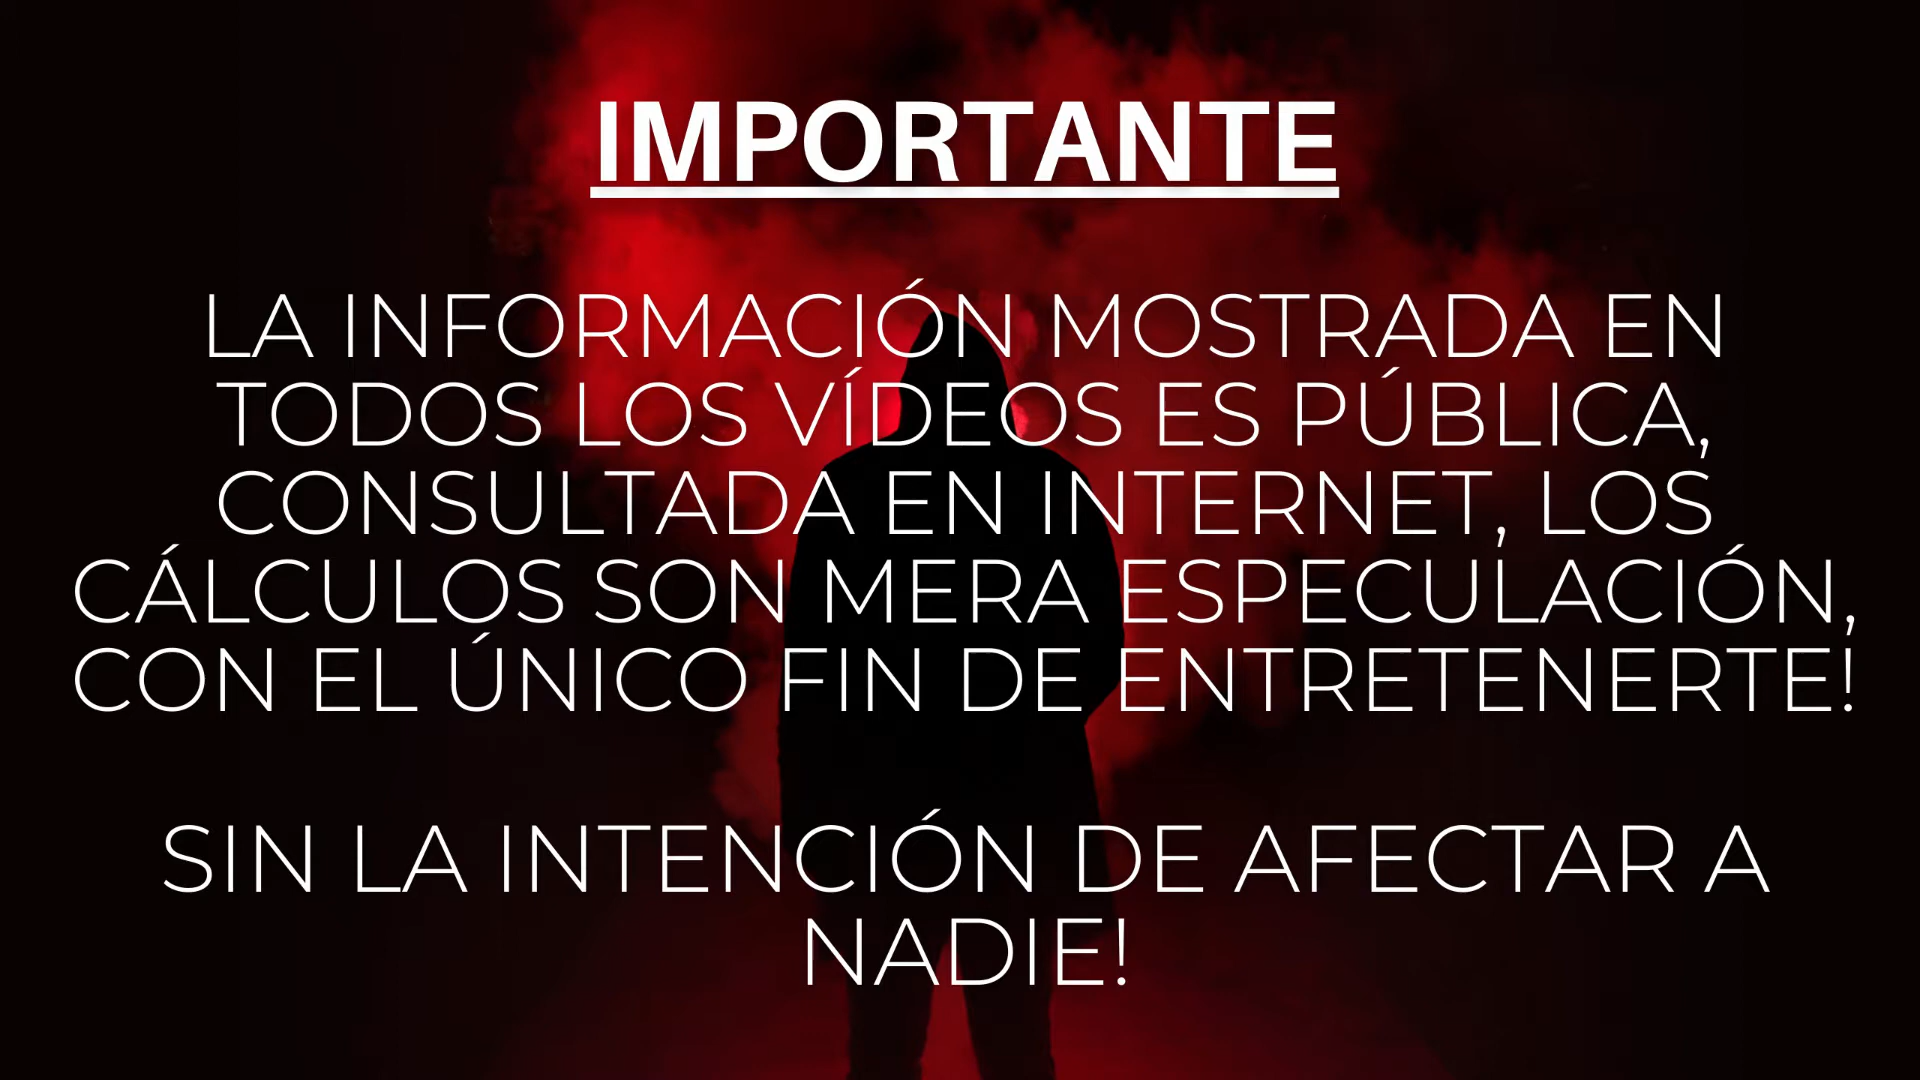 IMPORTANTE
LA INFORMACIÓN MOSTRADA EN
TODOS LOS VÍDEOS ES PÚBLICA,
CONSULTADA EN INTERNET, LOS
CÁLCULOS SON MERA ESPECULACIÓN,
CON EL ÚNICO FIN DE ENTRETENERTE!
SIN LA INTENCIÓN DE AFECTAR A
NADIE!